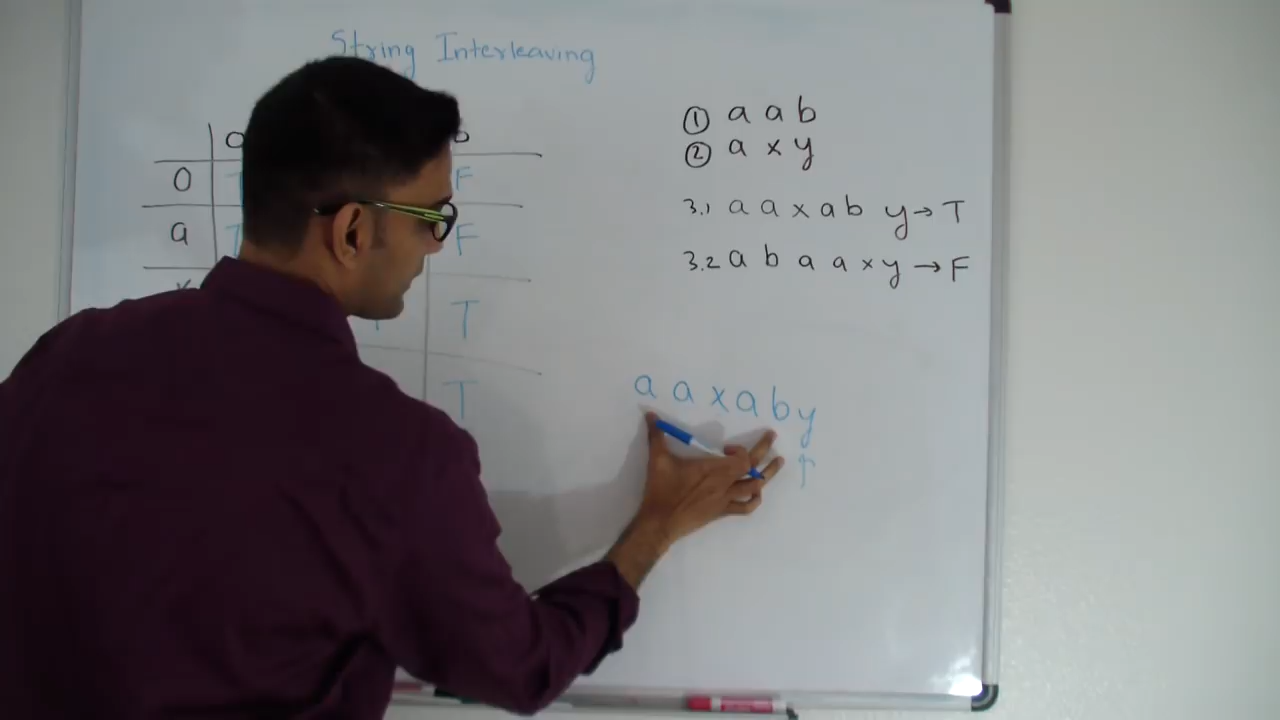 String Interleaving
① a a b
② a x y
3.1 a a x a b y → T
3.2 a b a a x y → F
b
0 F
a F
T
T
a a x a b y
↑